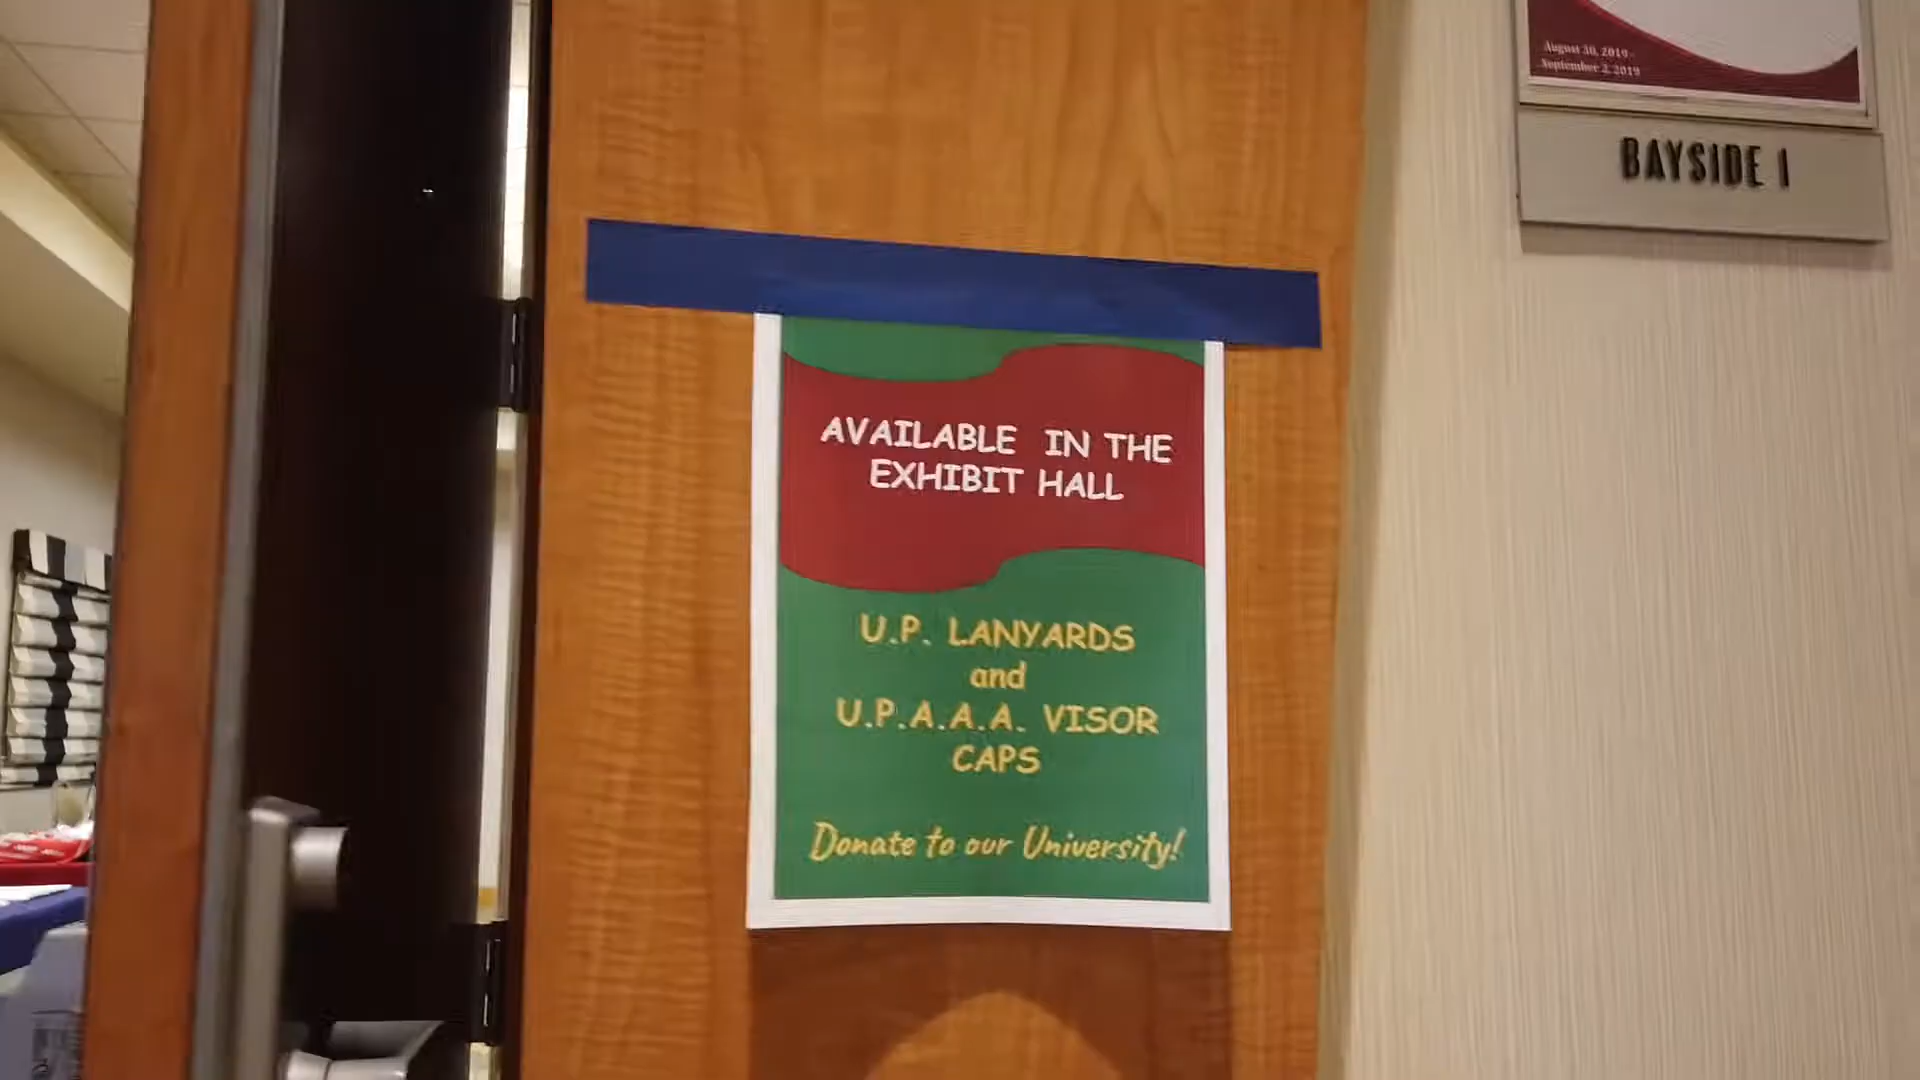 August 30, 2019 -
September 2, 2019
BAYSIDE 1
AVAILABLE IN THE
EXHIBIT HALL
U.P. LANYARDS
and
U.P.A.A.A. VISOR
CAPS
Donate to our University!